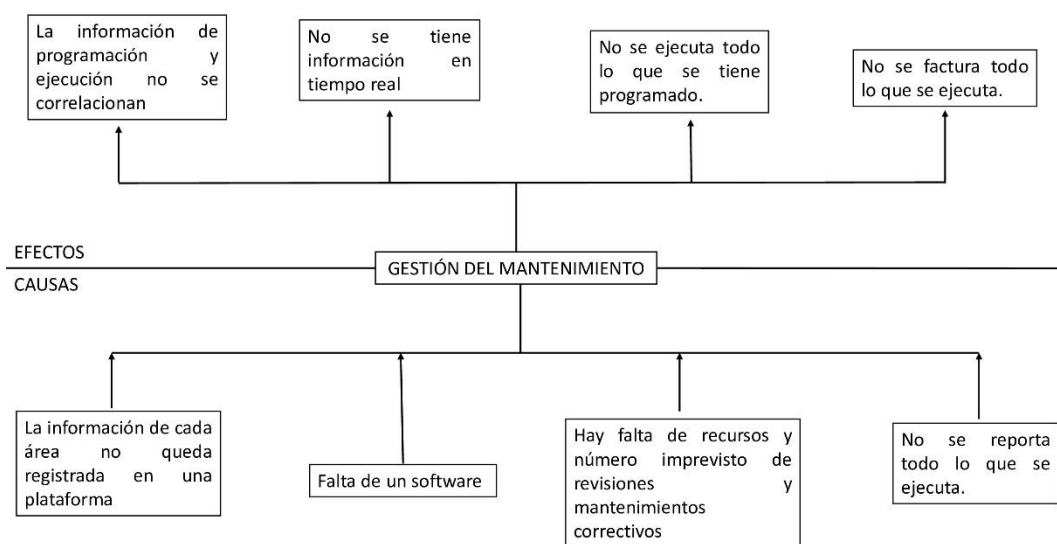 La información de
programación y
ejecución no se
correlacionan
No se tiene
información en
tiempo real
No se ejecuta todo
lo que se tiene
programado.
No se factura todo
lo que se ejecuta.
EFECTOS
GESTIÓN DEL MANTENIMIENTO
CAUSAS
La información de cada
área no queda
registrada en una
plataforma
Falta de un software
Hay falta de recursos y
número imprevisto de
revisiones y
mantenimientos
correctivos
No se reporta
todo lo que se
ejecuta.